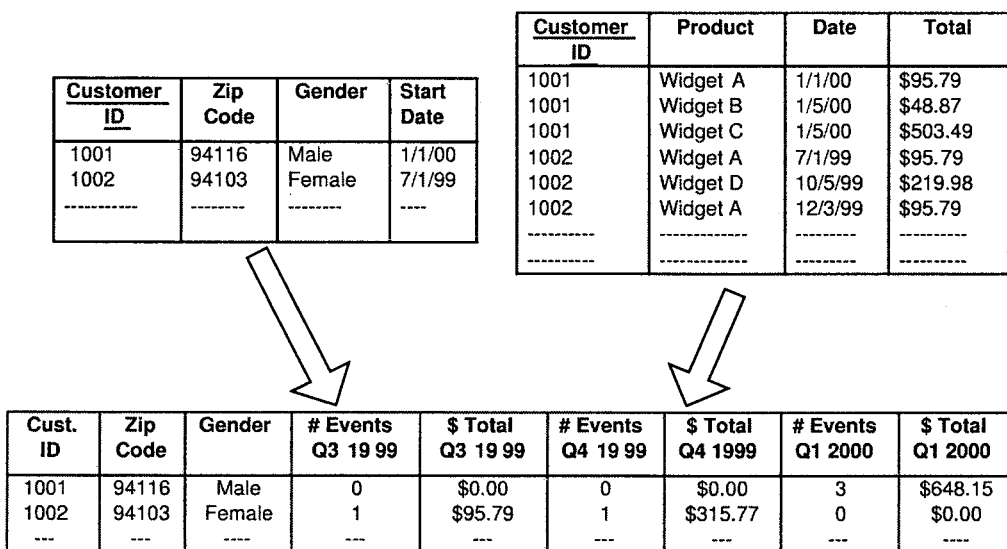 Customer ID Zip Code Gender Start Date
1001 94116 Male 1/1/00
1002 94103 Female 7/1/99
----------- -------- -------- ----
Customer ID Product Date Total
1001 Widget A 1/1/00 $95.79
1001 Widget B 1/5/00 $48.87
1001 Widget C 1/5/00 $503.49
1002 Widget A 7/1/99 $95.79
1002 Widget D 10/5/99 $219.98
1002 Widget A 12/3/99 $95.79
---------- ------------- --------- ---------
---------- ------------- --------- ---------
Cust. ID Zip Code Gender # Events Q3 19 99 $ Total Q3 19 99 # Events Q4 19 99 $ Total Q4 1999 # Events Q1 2000 $ Total Q1 2000
1001 94116 Male 0 $0.00 0 $0.00 3 $648.15
1002 94103 Female 1 $95.79 1 $315.77 0 $0.00
--- --- ---- --- --- --- --- --- ----